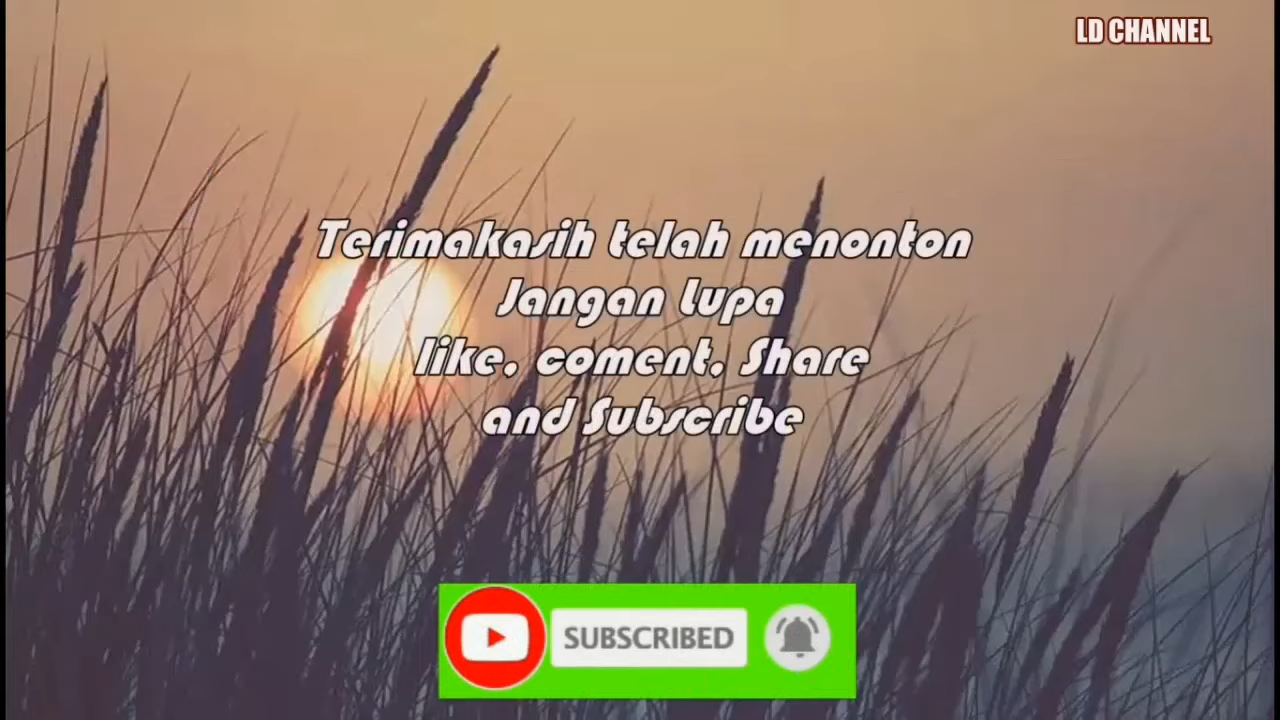 LD CHANNEL
Terimakasih telah menonton
Jangan Lupa
like, coment, Share
and Subscribe
SUBSCRIBED